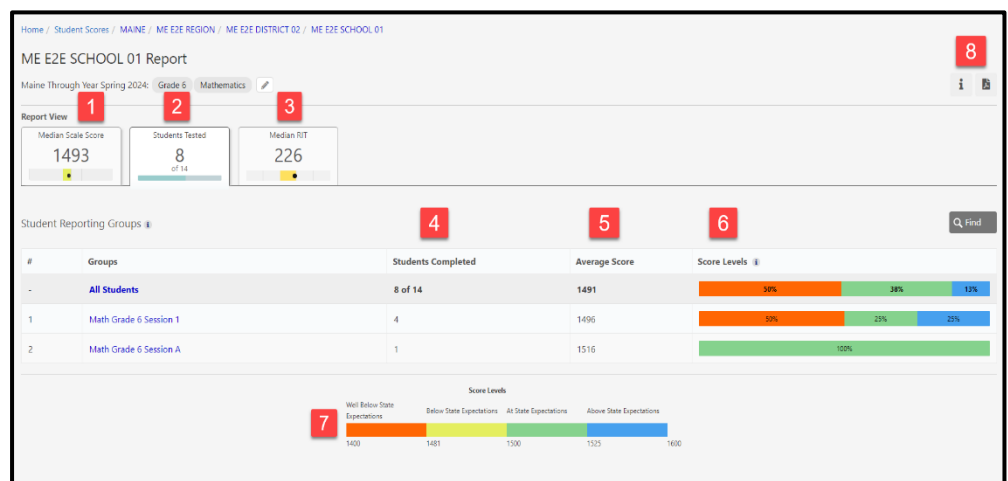 Home / Student Scores / MAINE / ME E2E REGION / ME E2E DISTRICT 02 / ME E2E SCHOOL 01
ME E2E SCHOOL 01 Report
8
Maine Through Year Spring 2024: Grade 6 Mathematics
1 2 3
Report View
Median Scale Score Students Tested Median RIT
1493 8 226
of 14
Student Reporting Groups
4 5 6
Find
# Groups Students Completed Average Score Score Levels
- All Students 8 of 14 1491 50% 38% 13%
1 Math Grade 6 Session 1 4 1496 50% 25% 25%
2 Math Grade 6 Session A 1 1516 100%
Score Levels
Well Below State Expectations Below State Expectations At State Expectations Above State Expectations
7
1400 1481 1500 1525 1600